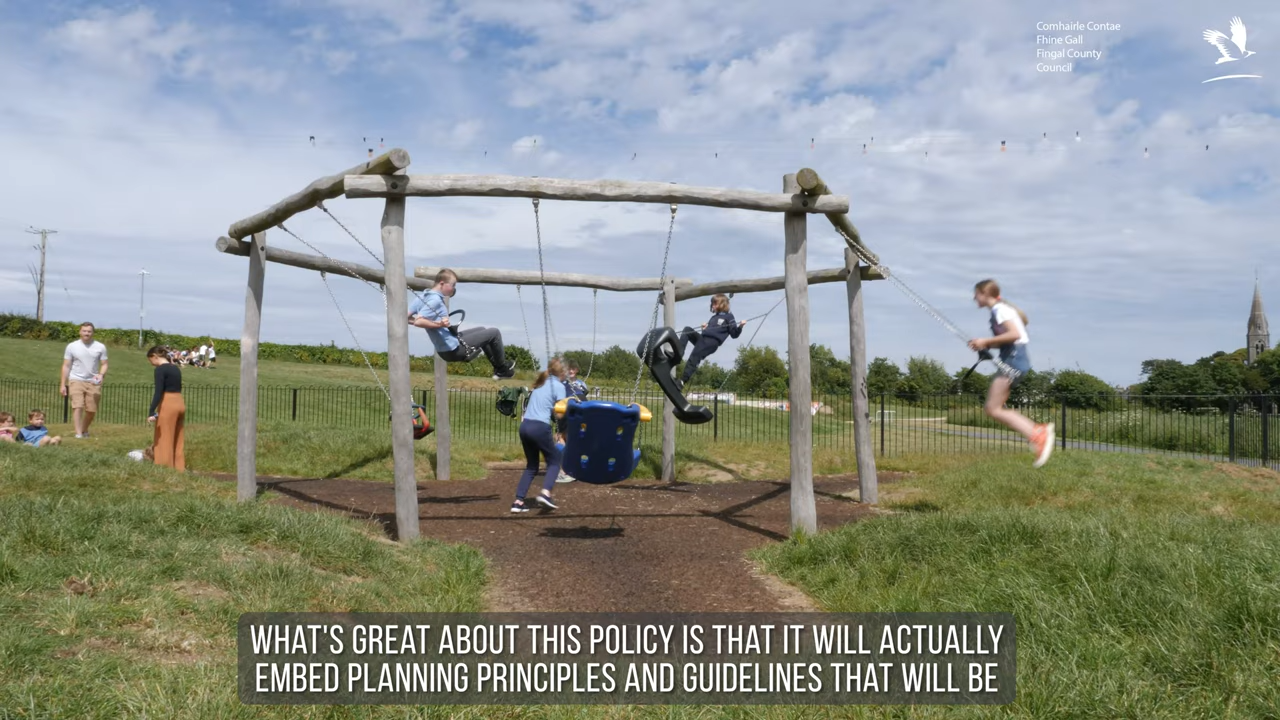 Comhairle Contae
Fhine Gall
Fingal County
Council
WHAT'S GREAT ABOUT THIS POLICY IS THAT IT WILL ACTUALLY
EMBED PLANNING PRINCIPLES AND GUIDELINES THAT WILL BE